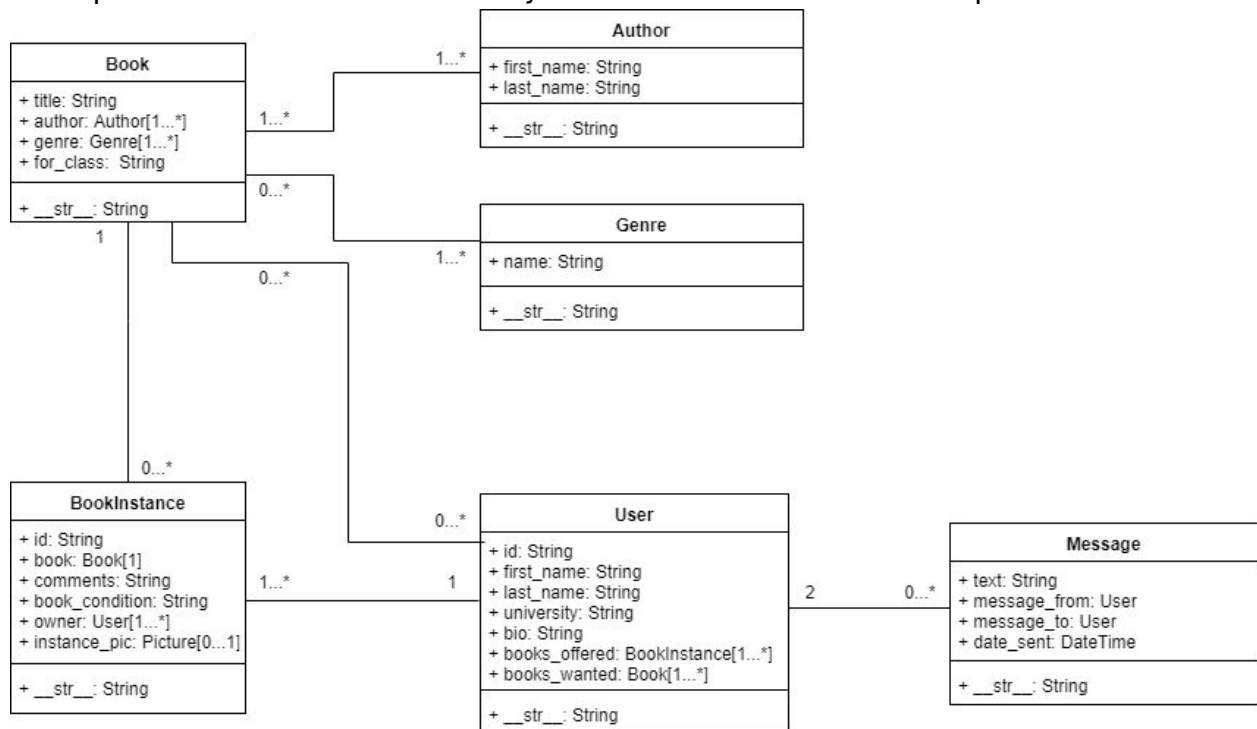 Book
+ title: String
+ author: Author[1...*]
+ genre: Genre[1...*]
+ for_class: String
+ __str__: String
1...*
1...*
Author
+ first_name: String
+ last_name: String
+ __str__: String
0...*
1...*
Genre
+ name: String
+ __str__: String
1
0...*
0...*
0...*
BookInstance
+ id: String
+ book: Book[1]
+ comments: String
+ book_condition: String
+ owner: User[1...*]
+ instance_pic: Picture[0...1]
+ __str__: String
1...*
1
User
+ id: String
+ first_name: String
+ last_name: String
+ university: String
+ bio: String
+ books_offered: BookInstance[1...*]
+ books_wanted: Book[1...*]
+ __str__: String
2
0...*
Message
+ text: String
+ message_from: User
+ message_to: User
+ date_sent: DateTime
+ __str__: String